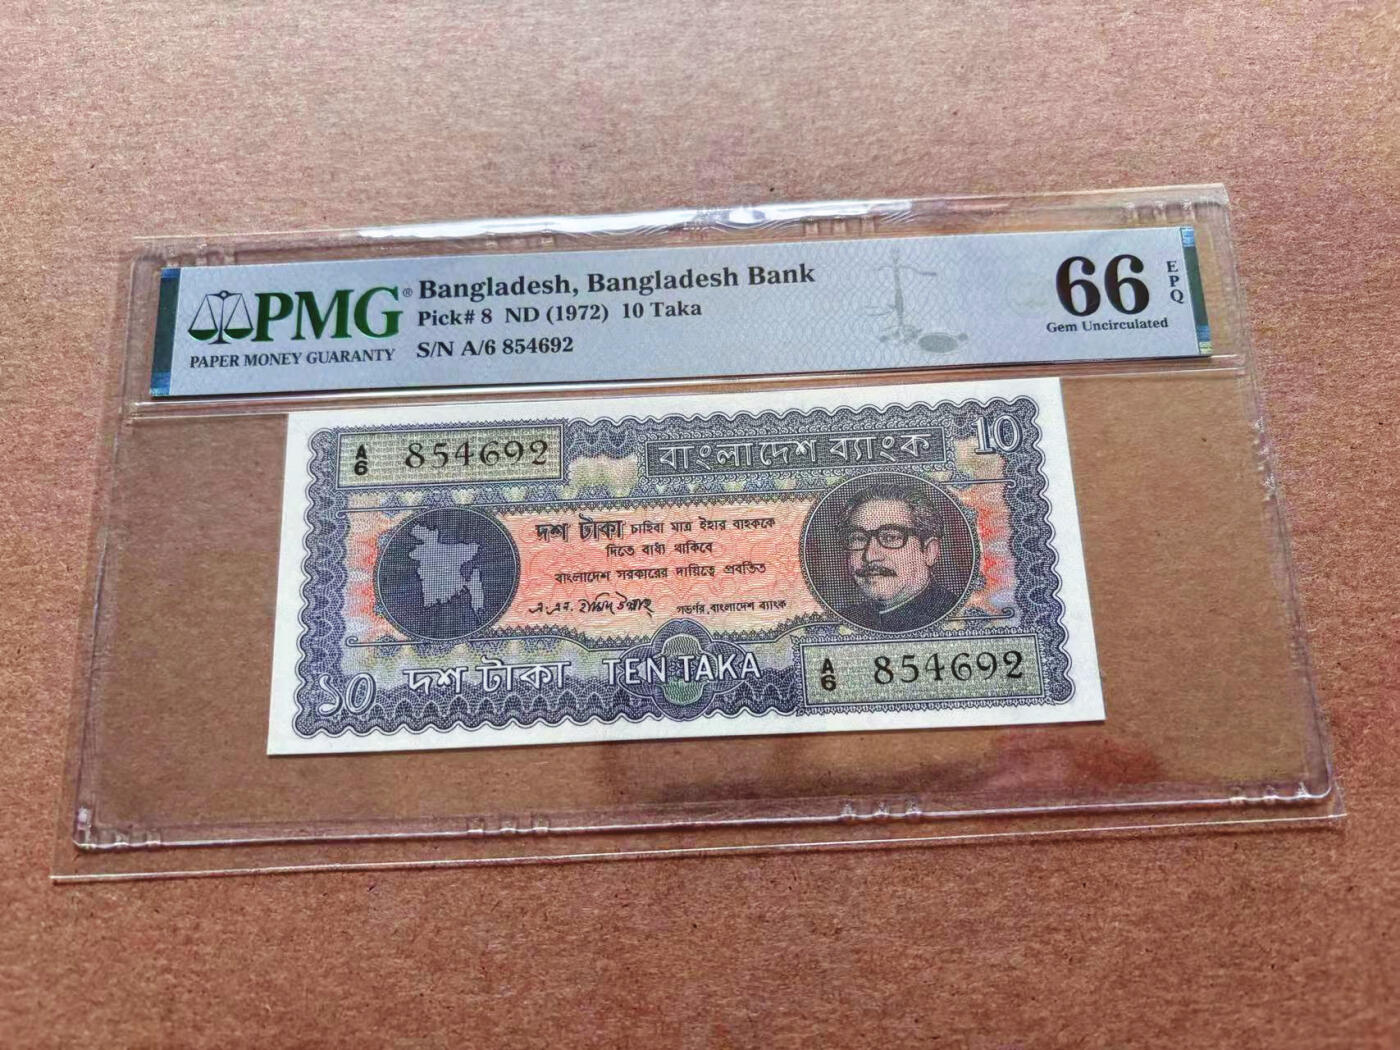 PMG®
PAPER MONEY GUARANTY
Bangladesh, Bangladesh Bank
Pick# 8 ND (1972) 10 Taka
S/N A/6 854692
66
EPQ
Gem Uncirculated
A/6 854692
বাংলাদেশ ব্যাংক
10
দশ টাকা চাহিবা মাত্র ইহার বাহককে
দিতে বাধ্য থাকিবে
বাংলাদেশ সরকারের দায়িত্বে প্রবর্তিত
গভর্ণর, বাংলাদেশ ব্যাংক
১০
দশ টাকা TEN TAKA
A/6 854692